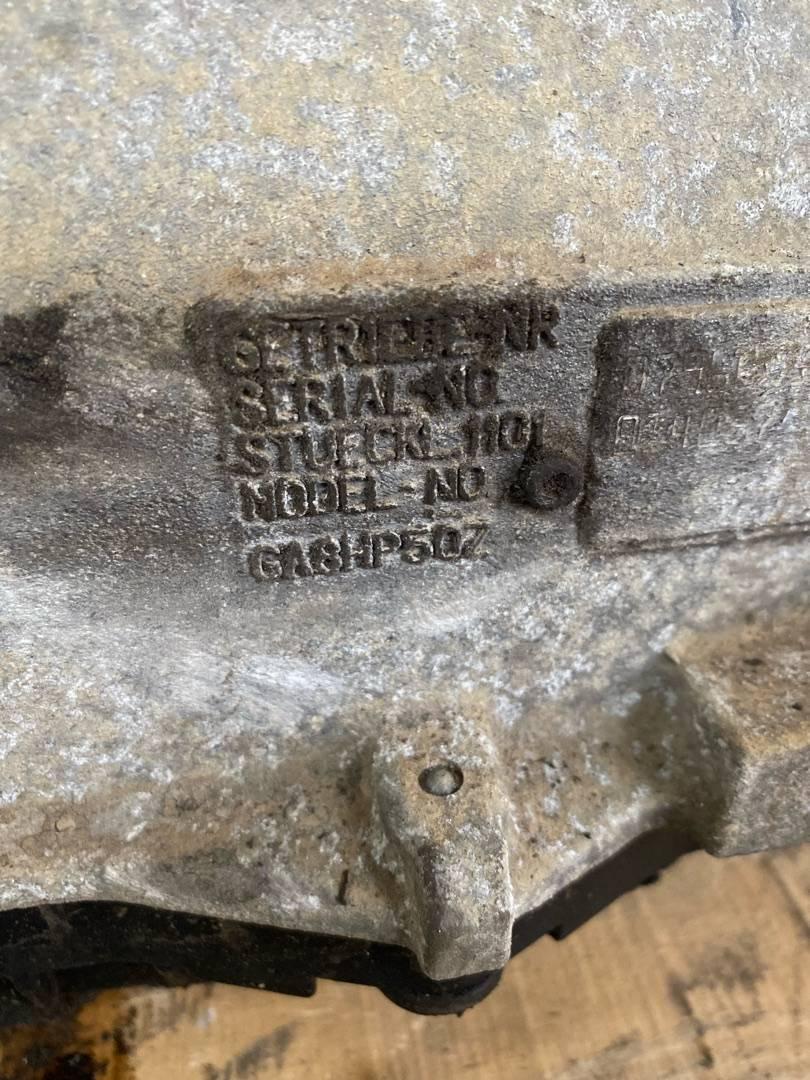 GETRIEBE-NR
SERIAL-NO.
STUECKL.1101
MODEL-NO.
GA8HP50Z